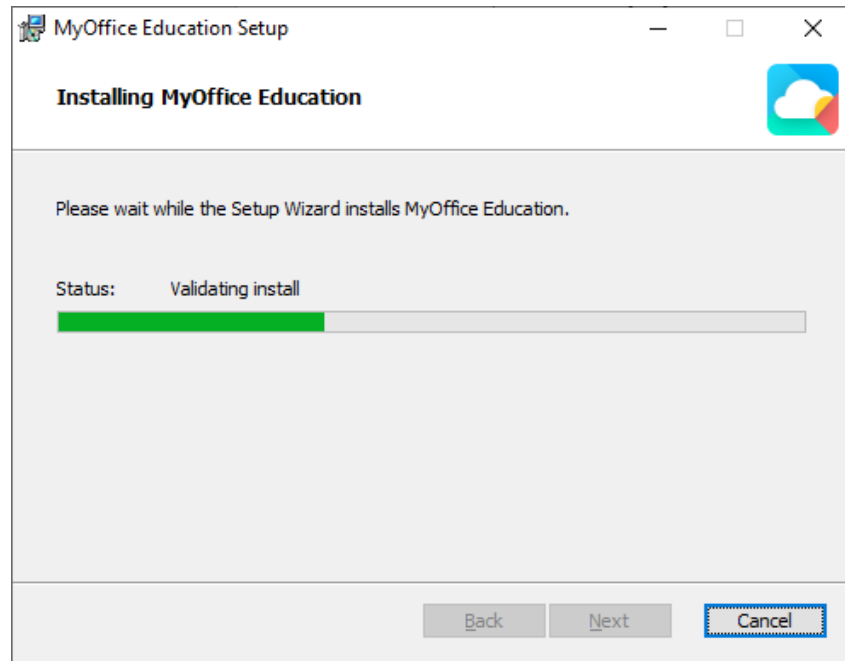 MyOffice Education Setup
Installing MyOffice Education
Please wait while the Setup Wizard installs MyOffice Education.
Status: Validating install
Back Next Cancel